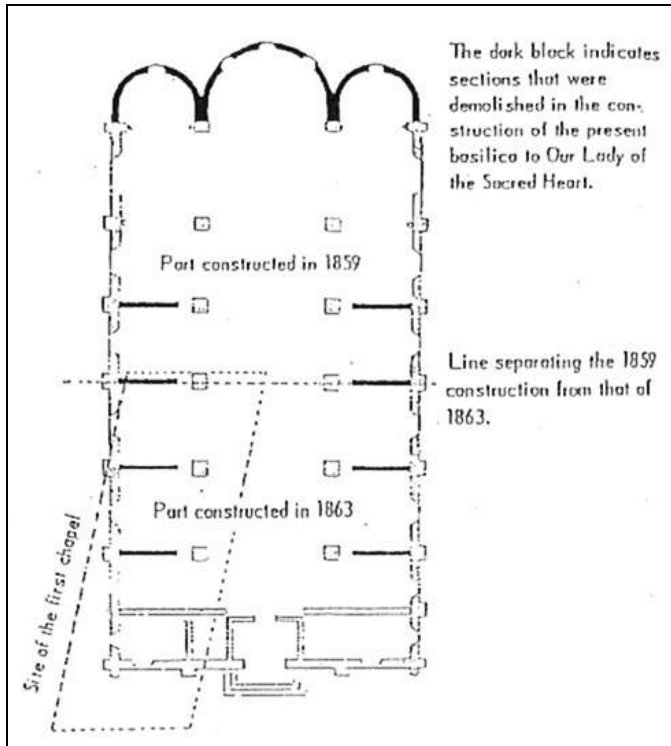 The dark black indicates
sections that were
demolished in the con-
struction of the present
basilica to Our Lady of
the Sacred Heart.
Part constructed in 1859
Line separating the 1859
construction from that of
1863.
Part constructed in 1863
Site of the first chapel